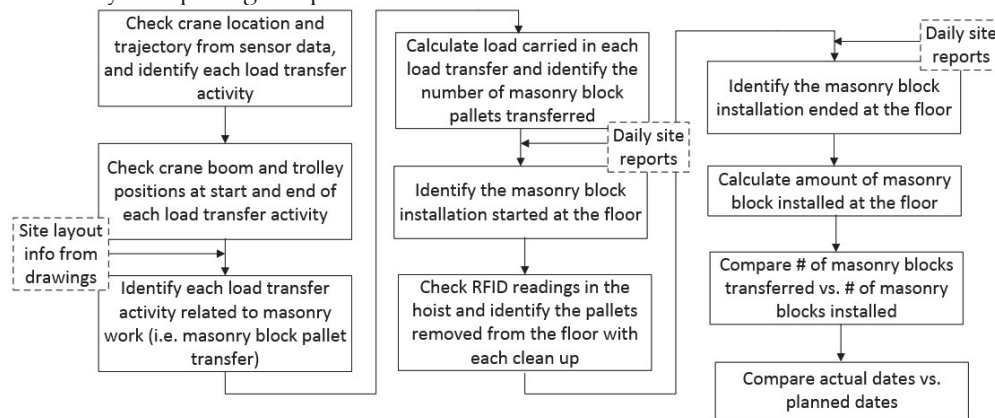 Check crane location and
trajectory from sensor data,
and identify each load transfer
activity
Check crane boom and trolley
positions at start and end of
each load transfer activity
Site layout
info from
drawings
Identify each load transfer
activity related to masonry
work (i.e. masonry block pallet
transfer)
Calculate load carried in each
load transfer and identify the
number of masonry block
pallets transferred
Daily site
reports
Identify the masonry block
installation started at the floor
Check RFID readings in the
hoist and identify the pallets
removed from the floor with
each clean up
Daily site
reports
Identify the masonry block
installation ended at the floor
Calculate amount of masonry
block installed at the floor
Compare # of masonry blocks
transferred vs. # of masonry
blocks installed
Compare actual dates vs.
planned dates